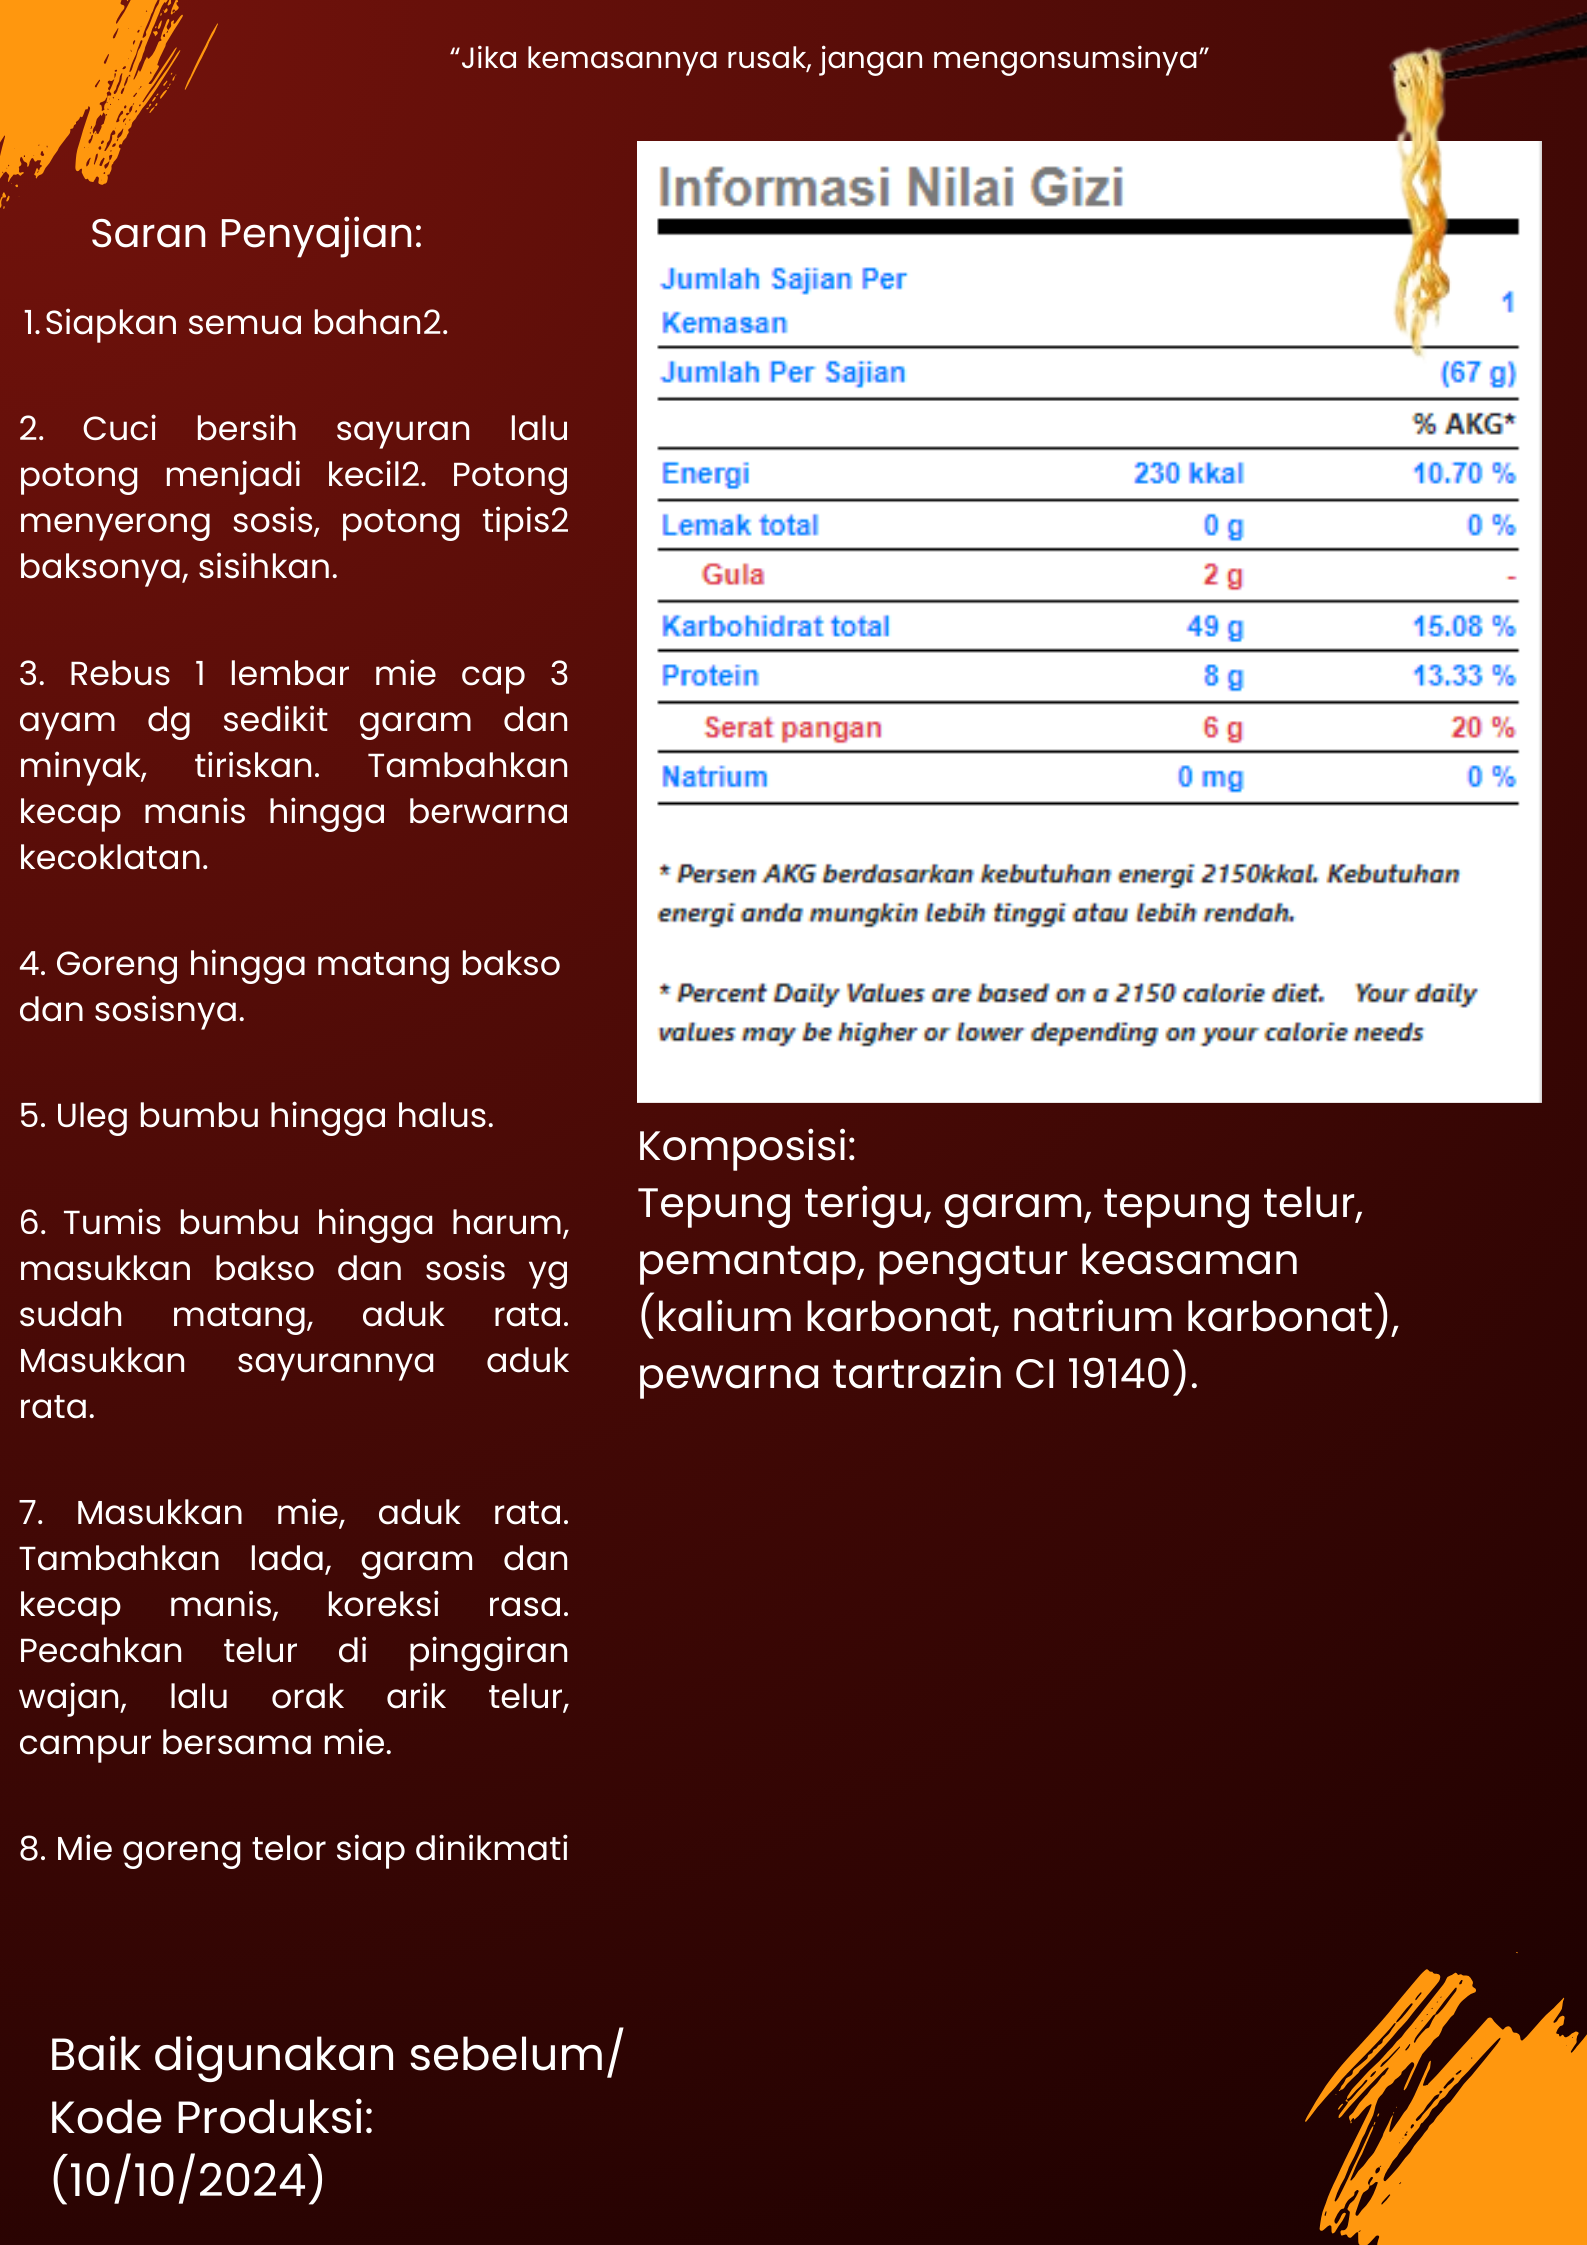 “Jika kemasannya rusak, jangan mengonsumsinya”
Saran Penyajian:
1. Siapkan semua bahan2.
2. Cuci bersih sayuran lalu
potong menjadi kecil2. Potong
menyerong sosis, potong tipis2
baksonya, sisihkan.
3. Rebus 1 lembar mie cap 3
ayam dg sedikit garam dan
minyak, tiriskan. Tambahkan
kecap manis hingga berwarna
kecoklatan.
4. Goreng hingga matang bakso
dan sosisnya.
5. Uleg bumbu hingga halus.
6. Tumis bumbu hingga harum,
masukkan bakso dan sosis yg
sudah matang, aduk rata.
Masukkan sayurannya aduk
rata.
7. Masukkan mie, aduk rata.
Tambahkan lada, garam dan
kecap manis, koreksi rasa.
Pecahkan telur di pinggiran
wajan, lalu orak arik telur,
campur bersama mie.
8. Mie goreng telor siap dinikmati
Informasi Nilai Gizi
Jumlah Sajian Per
Kemasan 1
Jumlah Per Sajian (67 g)
% AKG*
Energi 230 kkal 10.70 %
Lemak total 0 g 0 %
Gula 2 g -
Karbohidrat total 49 g 15.08 %
Protein 8 g 13.33 %
Serat pangan 6 g 20 %
Natrium 0 mg 0 %
* Persen AKG berdasarkan kebutuhan energi 2150kkal. Kebutuhan
energi anda mungkin lebih tinggi atau lebih rendah.
* Percent Daily Values are based on a 2150 calorie diet. Your daily
values may be higher or lower depending on your calorie needs
Komposisi:
Tepung terigu, garam, tepung telur,
pemantap, pengatur keasaman
(kalium karbonat, natrium karbonat),
pewarna tartrazin CI 19140).
Baik digunakan sebelum/
Kode Produksi:
(10/10/2024)